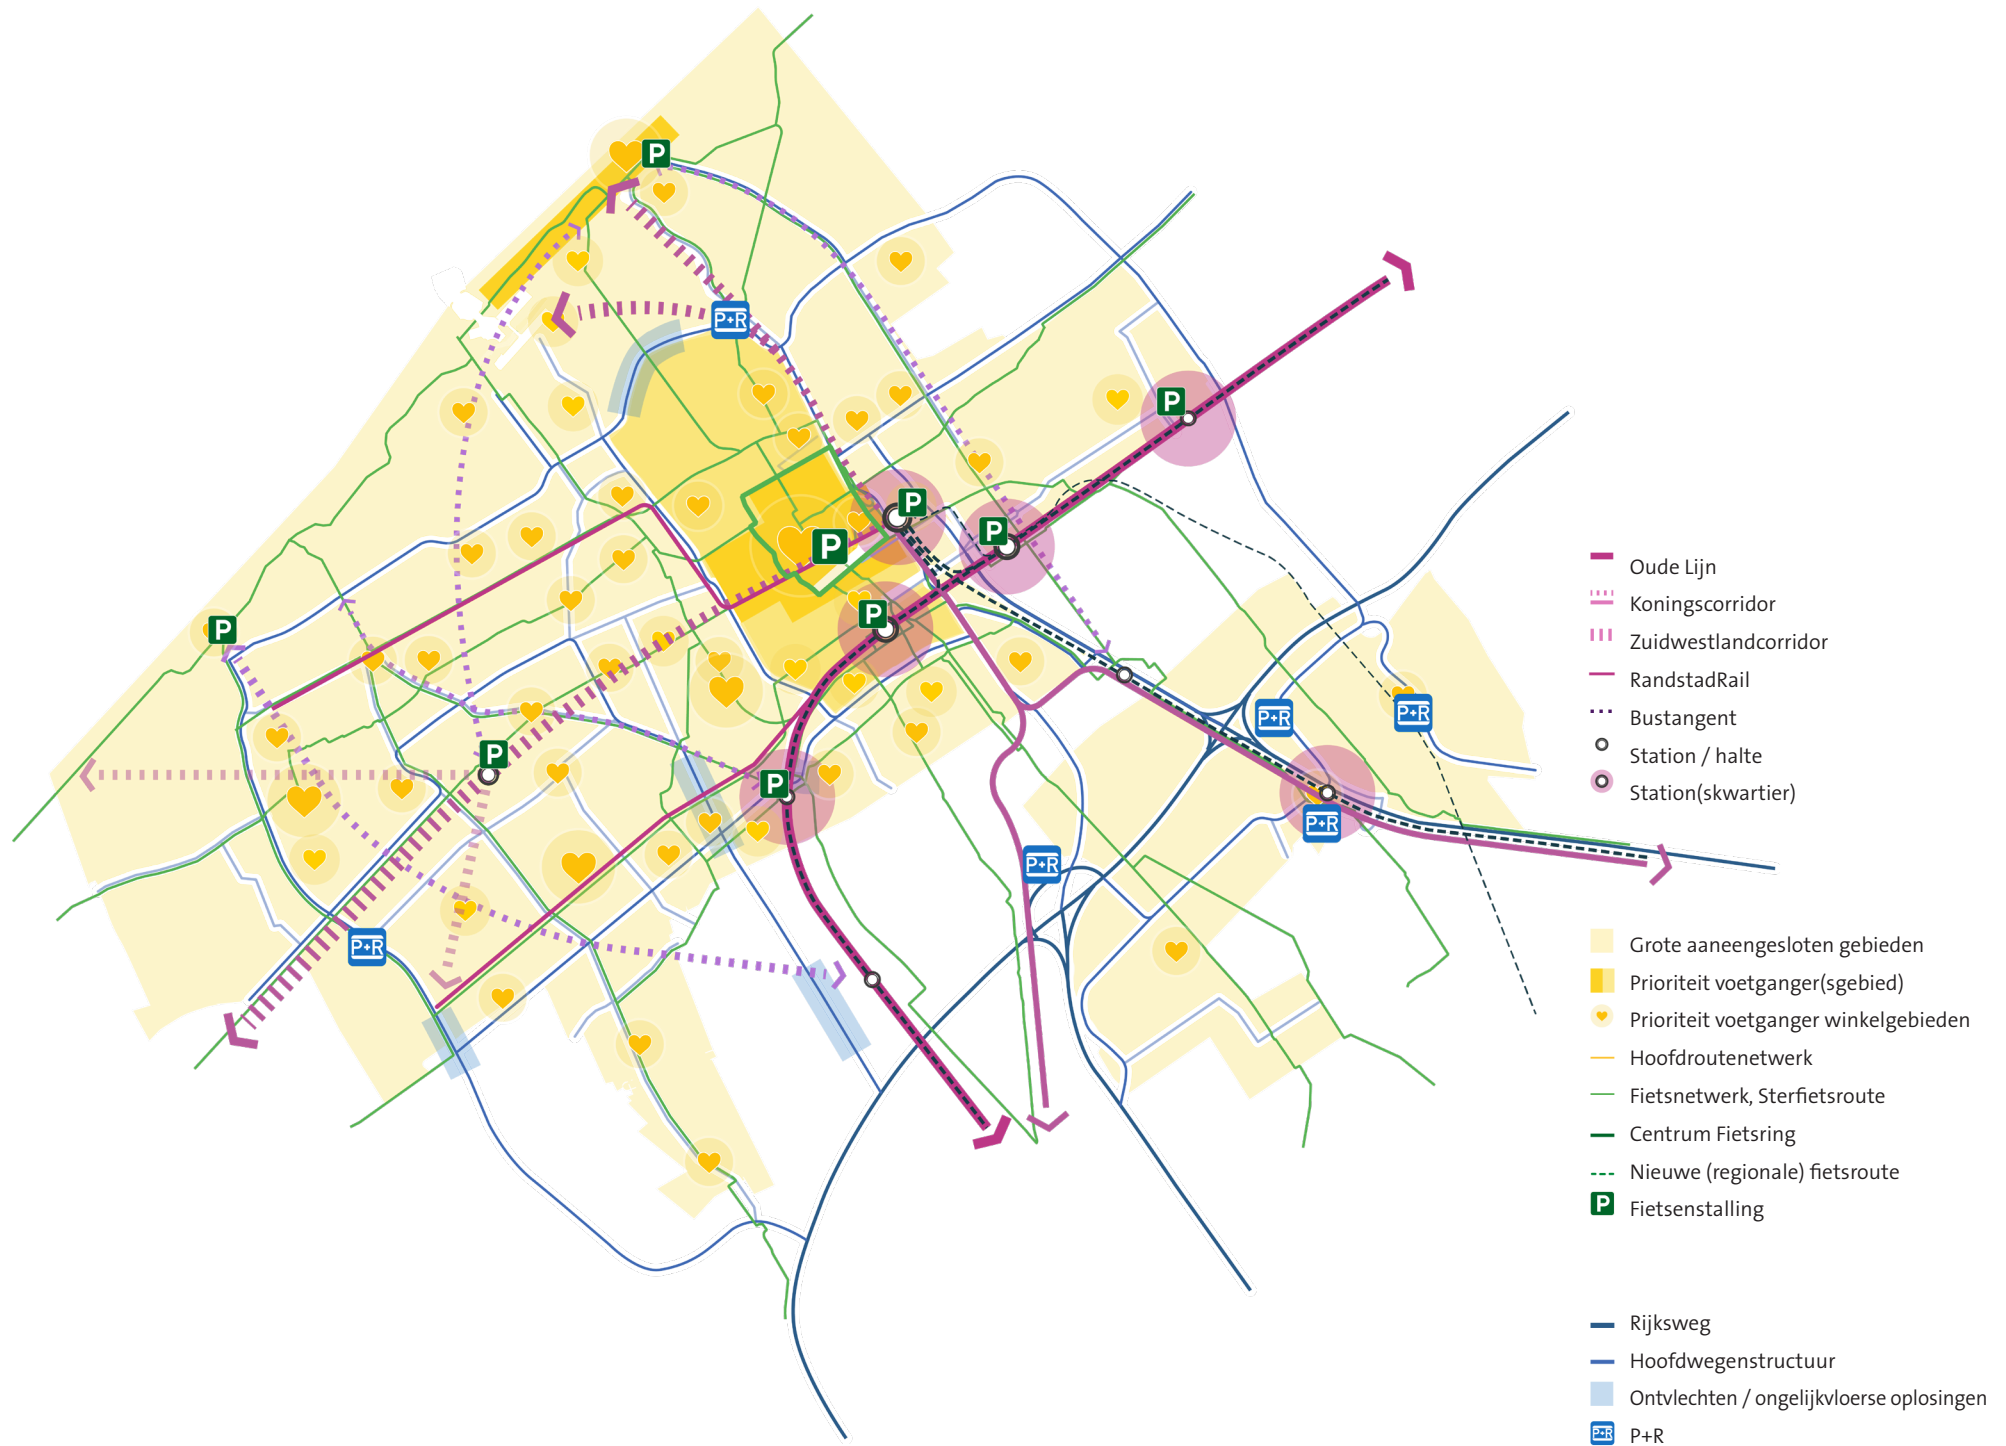 P
P+R
P
P
P
P
P
P
P
P
P
P+R
P+R
P+R
P+R
P+R
Oude Lijn
Koningscorridor
Zuidwestlandcorridor
RandstadRail
Bustangent
Station / halte
Station(skwartier)
Grote aaneengesloten gebieden
Prioriteit voetganger(sgebied)
Prioriteit voetganger winkelgebieden
Hoofdroutenetwerk
Fietsnetwerk, Sterfietsroute
Centrum Fietsring
Nieuwe (regionale) fietsroute
P Fietsenstalling
Rijksweg
Hoofdwegenstructuur
Ontvlechten / ongelijkvloerse oplosingen
P+R P+R